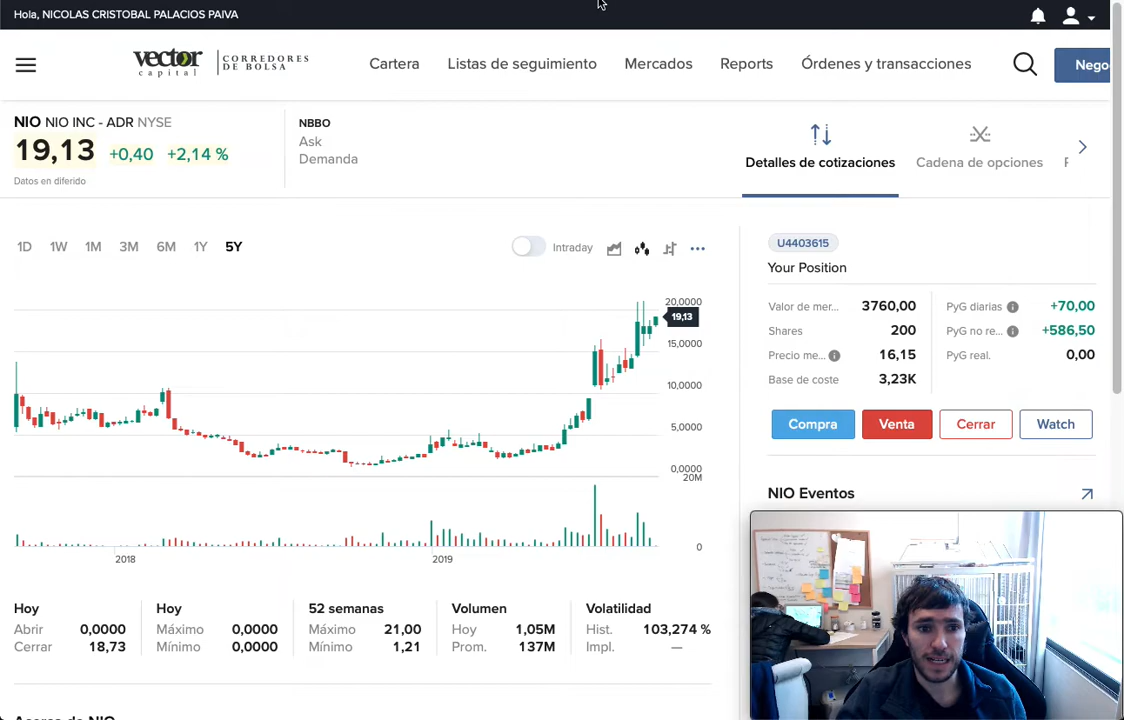 Hola, NICOLAS CRISTOBAL PALACIOS PAIVA
vector capital | CORREDORES DE BOLSA
Cartera
Listas de seguimiento
Mercados
Reports
Órdenes y transacciones
Nego
NIO NIO INC - ADR NYSE
19,13 +0,40 +2,14 %
Datos en diferido
NBBO
Ask
Demanda
Detalles de cotizaciones
Cadena de opciones
1D 1W 1M 3M 6M 1Y 5Y
Intraday
20,0000
19,13
15,0000
10,0000
5,0000
0,0000
20M
0
2018
2019
U4403615
Your Position
Valor de mer... 3760,00
Shares 200
Precio me... 16,15
Base de coste 3,23K
PyG diarias +70,00
PyG no re... +586,50
PyG real. 0,00
Compra
Venta
Cerrar
Watch
NIO Eventos
Hoy
Abrir 0,0000
Cerrar 18,73
Hoy
Máximo 0,0000
Mínimo 0,0000
52 semanas
Máximo 21,00
Mínimo 1,21
Volumen
Hoy 1,05M
Prom. 137M
Volatilidad
Hist. 103,274 %
Impl. —
Acerca de NIO